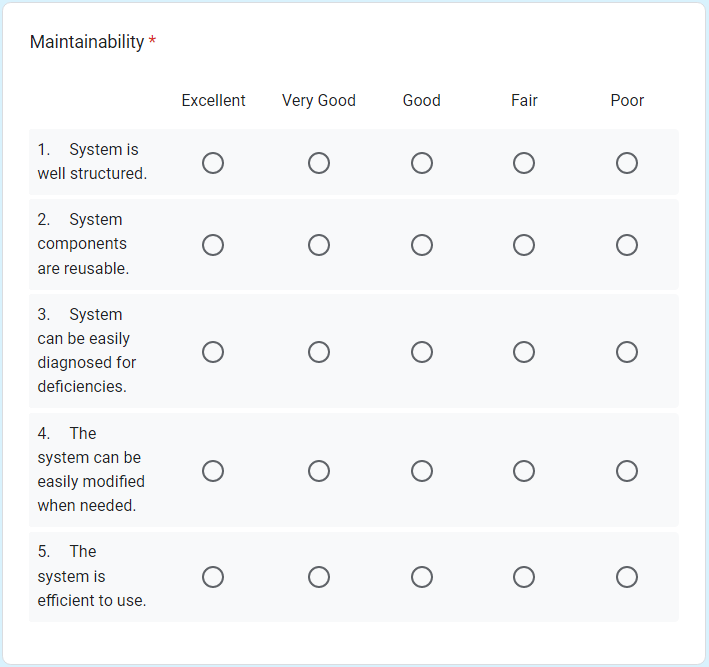 Maintainability *
Excellent Very Good Good Fair Poor
1. System is
well structured.
2. System
components
are reusable.
3. System
can be easily
diagnosed for
deficiencies.
4. The
system can be
easily modified
when needed.
5. The
system is
efficient to use.